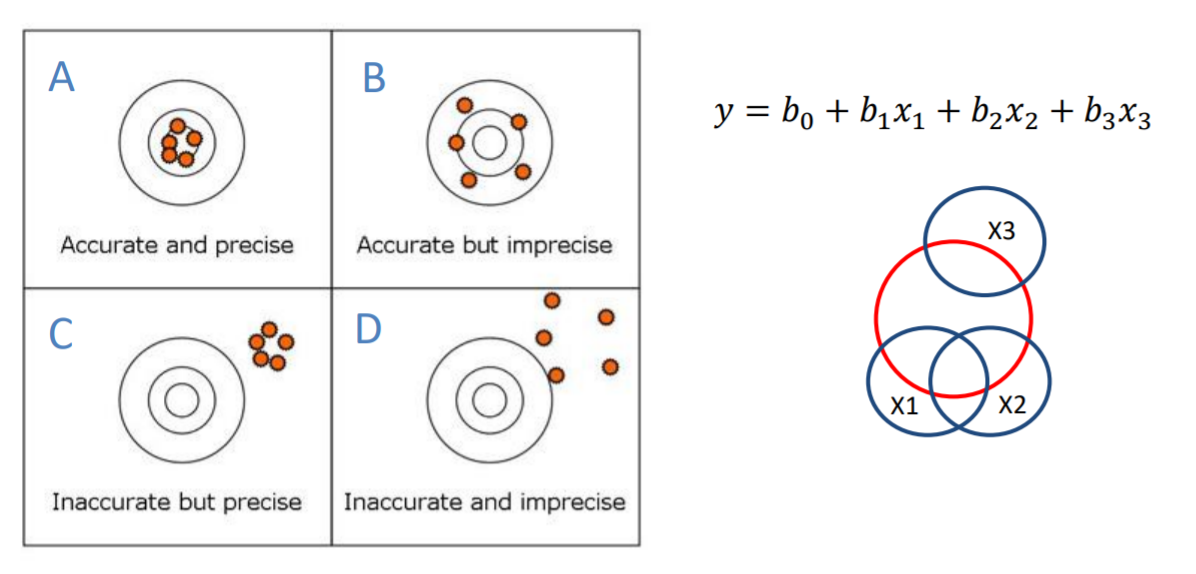 A
B
Accurate and precise
Accurate but imprecise
C
D
Inaccurate but precise
Inaccurate and imprecise
y = b₀ + b₁x₁ + b₂x₂ + b₃x₃
X3
X1
X2